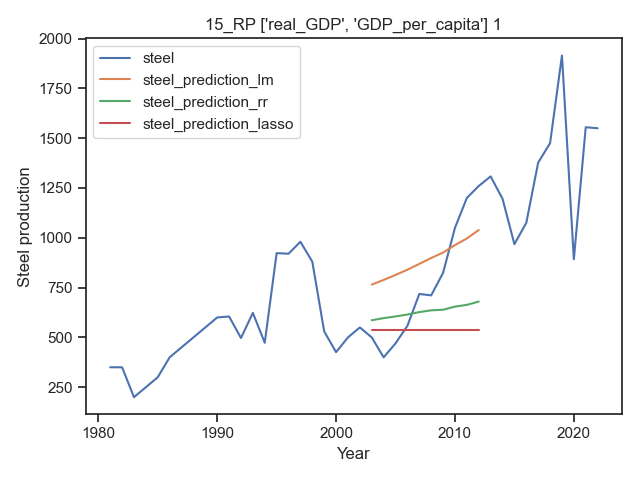 15_RP ['real_GDP', 'GDP_per_capita'] 1
2000
1750
1500
1250
1000
750
500
250
Steel production
steel
steel_prediction_lm
steel_prediction_rr
steel_prediction_lasso
1980
1990
2000
2010
2020
Year